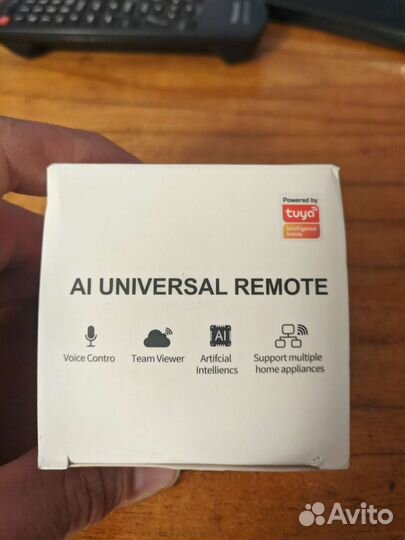 Powered by
tuya
Intelligence
Inside
AI UNIVERSAL REMOTE
AI
Voice Contro
Team Viewer
Artifcial
Intelliencs
Support multiple
home appliances
Avito